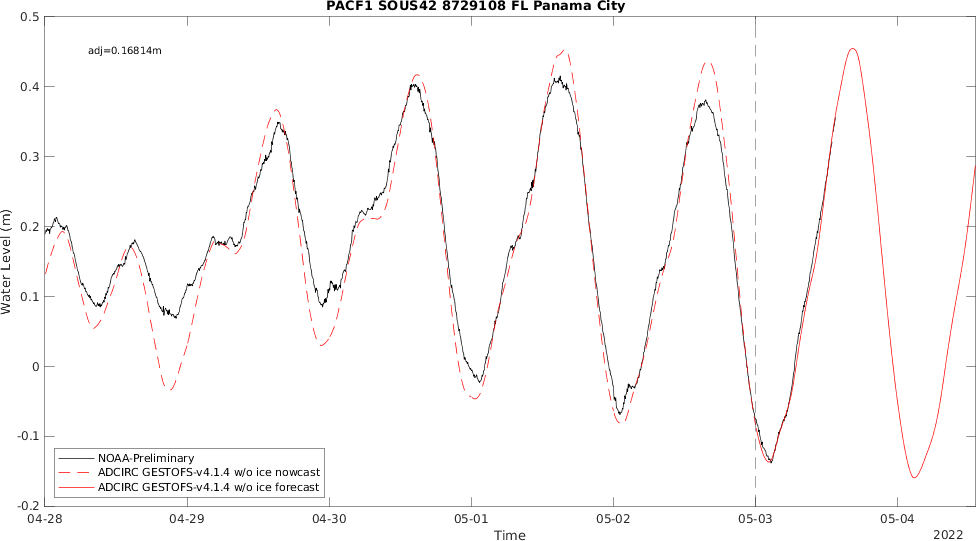 PACF1 SOUS42 8729108 FL Panama City
adj=0.16814m
0.5
0.4
0.3
0.2
0.1
0
-0.1
-0.2
Water Level (m)
NOAA-Preliminary
ADCIRC GESTOFS-v4.1.4 w/o ice nowcast
ADCIRC GESTOFS-v4.1.4 w/o ice forecast
04-28 04-29 04-30 05-01 05-02 05-03 05-04
Time
2022